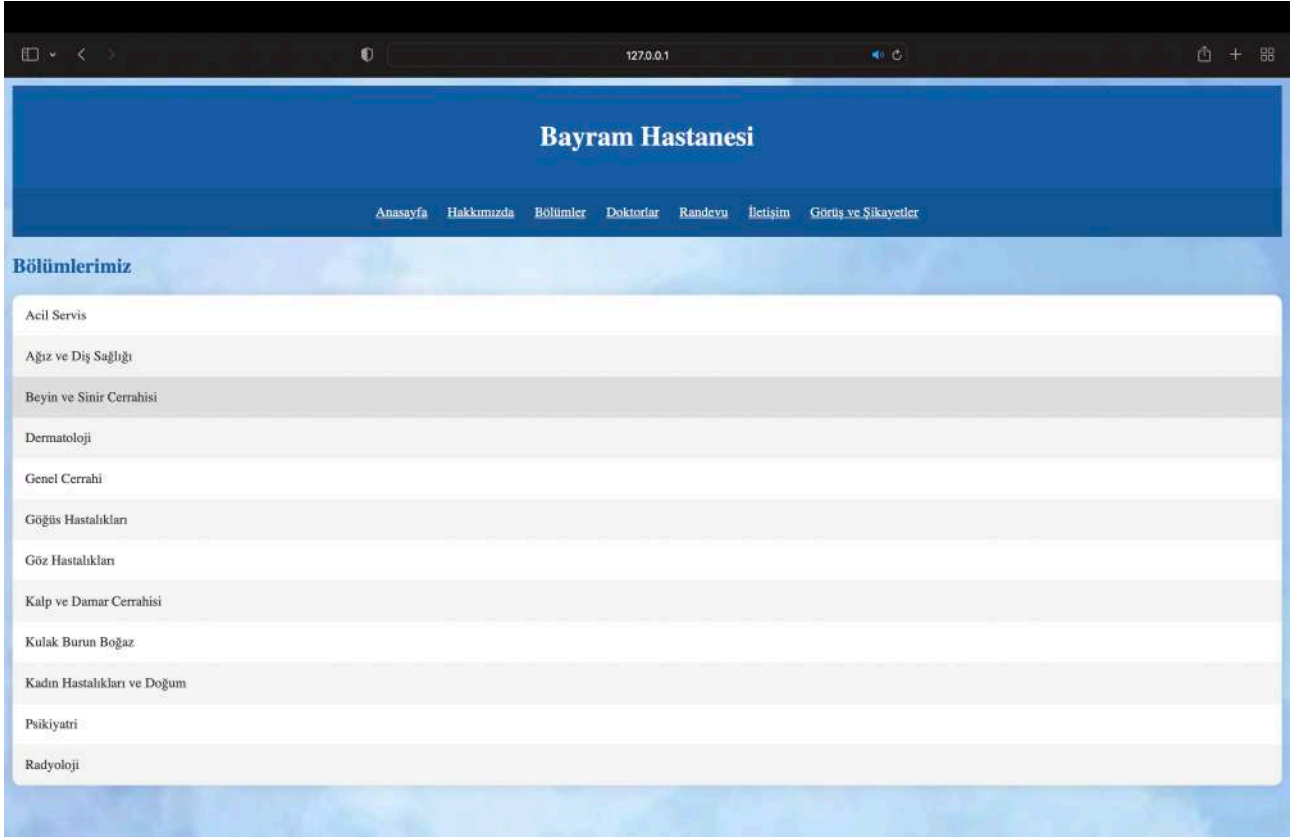 127.0.0.1
Bayram Hastanesi
Anasayfa Hakkımızda Bölümler Doktorlar Randevu İletişim Görüş ve Şikayetler
Bölümlerimiz
Acil Servis
Ağız ve Diş Sağlığı
Beyin ve Sinir Cerrahisi
Dermatoloji
Genel Cerrahi
Göğüs Hastalıkları
Göz Hastalıkları
Kalp ve Damar Cerrahisi
Kulak Burun Boğaz
Kadın Hastalıkları ve Doğum
Psikiyatri
Radyoloji